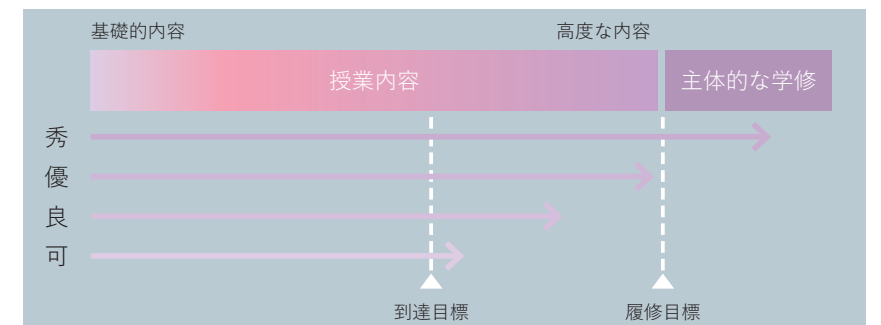 基礎的内容
高度な内容
授業内容
主体的な学修
秀
優
良
可
到達目標
履修目標